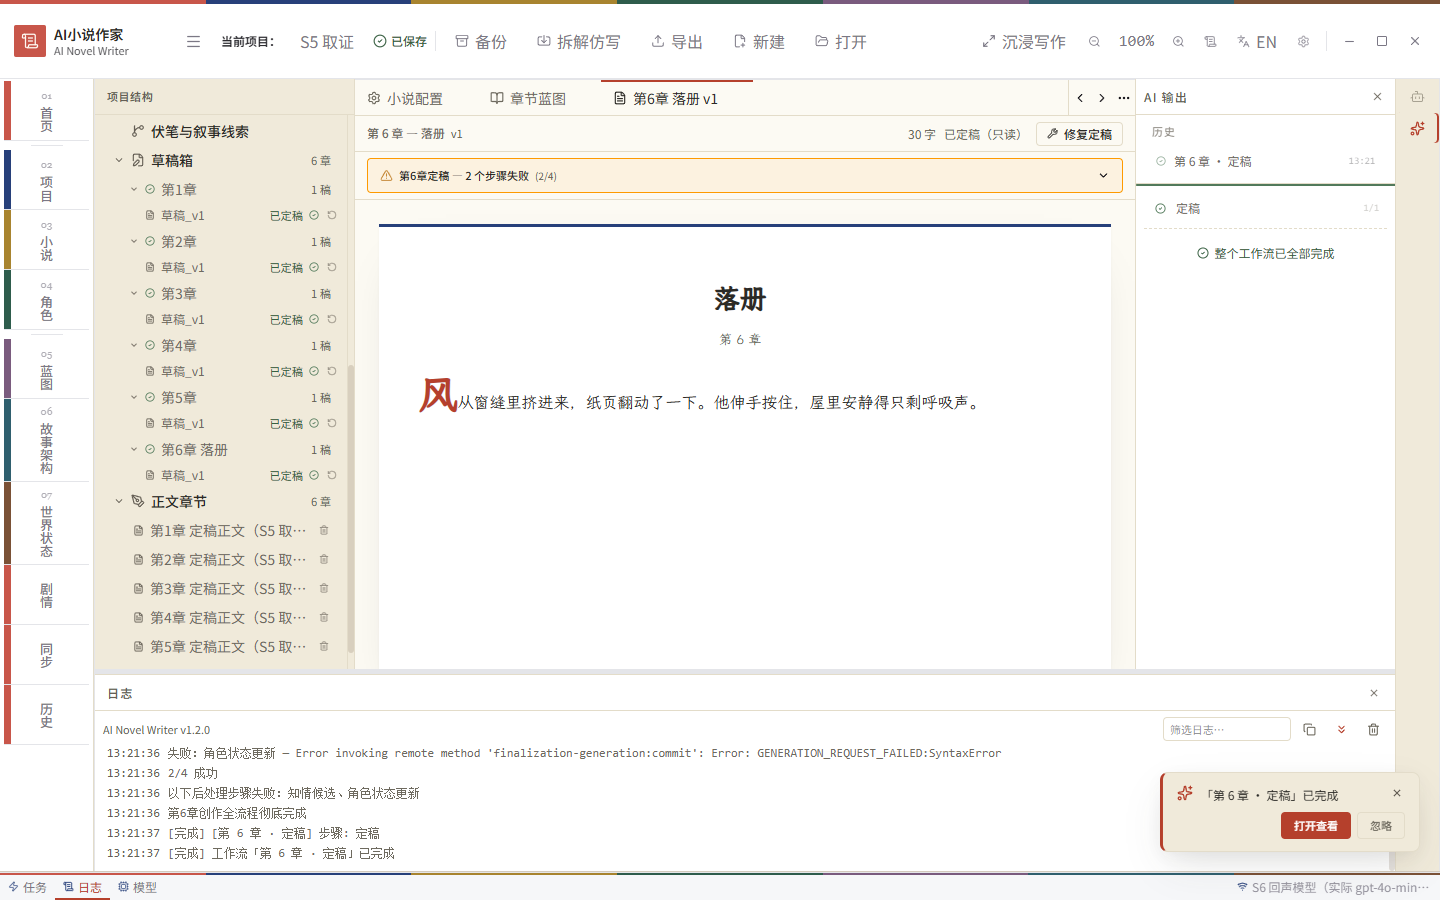 AI小说作家
AI Novel Writer
当前项目： S5 取证 已保存 备份 拆解仿写 导出 新建 打开 沉浸写作 100% EN
01 首页
02 项目
03 小说
04 角色
05 蓝图
06 故事架构
07 世界状态
剧情
同步
历史
项目结构
伏笔与叙事线索
草稿箱 6 章
第1章 1 稿
草稿_v1 已定稿
第2章 1 稿
草稿_v1 已定稿
第3章 1 稿
草稿_v1 已定稿
第4章 1 稿
草稿_v1 已定稿
第5章 1 稿
草稿_v1 已定稿
第6章 落册 1 稿
草稿_v1 已定稿
正文章节 6 章
第1章 定稿正文（S5 取…
第2章 定稿正文（S5 取…
第3章 定稿正文（S5 取…
第4章 定稿正文（S5 取…
第5章 定稿正文（S5 取…
小说配置 章节蓝图 第6章 落册 v1
第 6 章 — 落册 v1 30 字 已定稿（只读） 修复定稿
第6章定稿 — 2 个步骤失败 (2/4)
落册
第 6 章
风从窗缝里挤进来，纸页翻动了一下。他伸手按住，屋里安静得只剩呼吸声。
AI 输出
历史
第 6 章 · 定稿 13:21
定稿 1/1
整个工作流已全部完成
日志
AI Novel Writer v1.2.0 筛选日志…
13:21:36 失败: 角色状态更新 — Error invoking remote method 'finalization-generation:commit': Error: GENERATION_REQUEST_FAILED:SyntaxError
13:21:36 2/4 成功
13:21:36 以下后处理步骤失败: 知情候选、角色状态更新
13:21:36 第6章创作全流程彻底完成
13:21:37 [完成] [第 6 章 · 定稿] 步骤: 定稿
13:21:37 [完成] 工作流「第 6 章 · 定稿」已完成
「第 6 章 · 定稿」已完成
打开查看 忽略
任务 日志 模型 S6 回声模型（实际 gpt-4o-min…